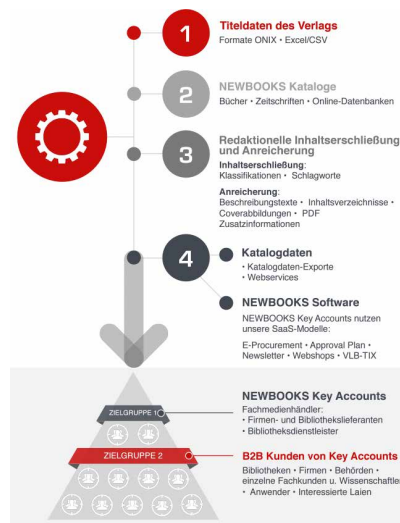 1
Titeldaten des Verlags
Formate ONIX • Excel/CSV
2
NEWBOOKS Kataloge
Bücher • Zeitschriften • Online-Datenbanken
3
Redaktionelle Inhaltserschließung
und Anreicherung
Inhaltserschließung:
Klassifikationen • Schlagworte
Anreicherung:
Beschreibungstexte • Inhaltsverzeichnisse •
Coverabbildungen • PDF
Zusatzinformationen
4
Katalogdaten
• Katalogdaten-Exporte
• Webservices
NEWBOOKS Software
NEWBOOKS Key Accounts nutzen
unsere SaaS-Modelle:
E-Procurement • Approval Plan •
Newsletter • Webshops • VLB-TIX
ZIELGRUPPE 1
NEWBOOKS Key Accounts
Fachmedienhändler:
• Firmen- und Bibliothekslieferanten
• Bibliotheksdienstleister
ZIELGRUPPE 2
B2B Kunden von Key Accounts
Bibliotheken • Firmen • Behörden •
einzelne Fachkunden u. Wissenschaftle
• Anwender • Interessierte Laien